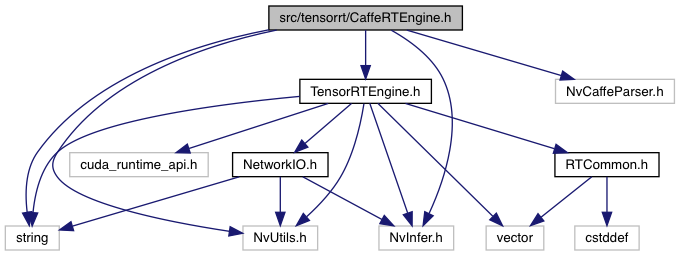 src/tensorrt/CaffeRTEngine.h
TensorRTEngine.h
NvCaffeParser.h
cuda_runtime_api.h
NetworkIO.h
RTCommon.h
string
NvUtils.h
NvInfer.h
vector
cstddef